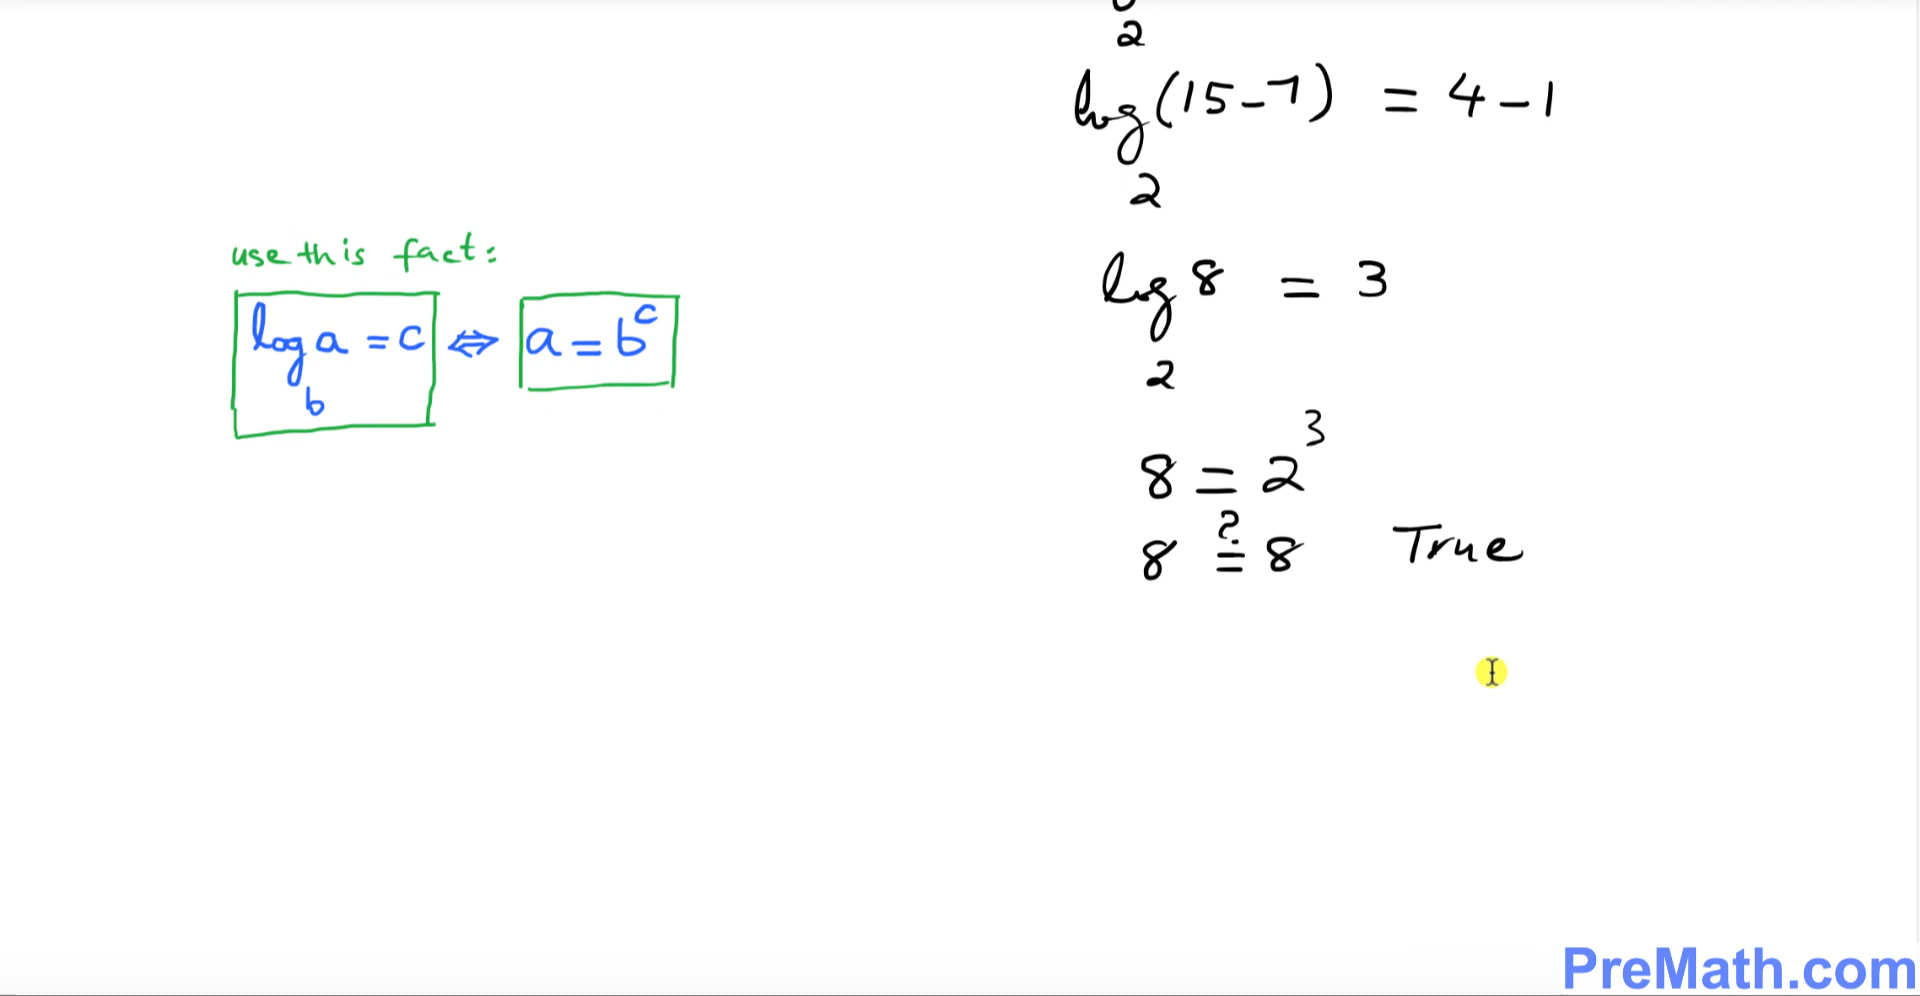 2
log₂(15-7) = 4-1
use this fact:
log_b a = c ⇔ a = b^c
log₂ 8 = 3
8 = 2³
8 ≟ 8 True
PreMath.com